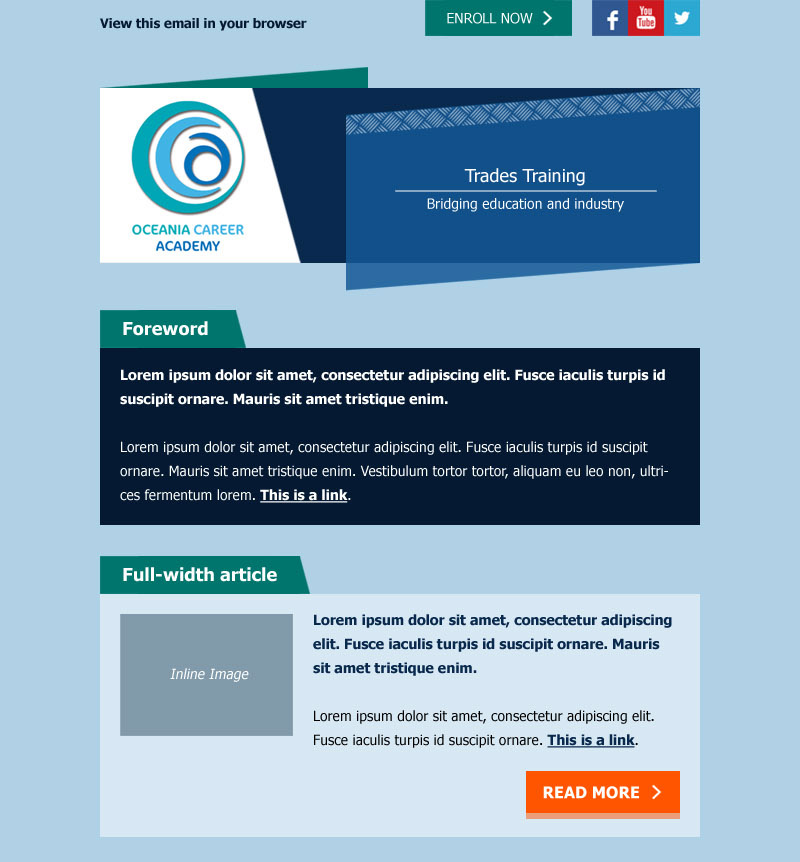 View this email in your browser
ENROLL NOW
You
Tube
OCEANIA CAREER
ACADEMY
Trades Training
Bridging education and industry
Foreword
Lorem ipsum dolor sit amet, consectetur adipiscing elit. Fusce iaculis turpis id
suscipit ornare. Mauris sit amet tristique enim.
Lorem ipsum dolor sit amet, consectetur adipiscing elit. Fusce iaculis turpis id suscipit
ornare. Mauris sit amet tristique enim. Vestibulum tortor tortor, aliquam eu leo non, ultri-
ces fermentum lorem. This is a link.
Full-width article
Inline Image
Lorem ipsum dolor sit amet, consectetur adipiscing
elit. Fusce iaculis turpis id suscipit ornare. Mauris
sit amet tristique enim.
Lorem ipsum dolor sit amet, consectetur adipiscing elit.
Fusce iaculis turpis id suscipit ornare. This is a link.
READ MORE